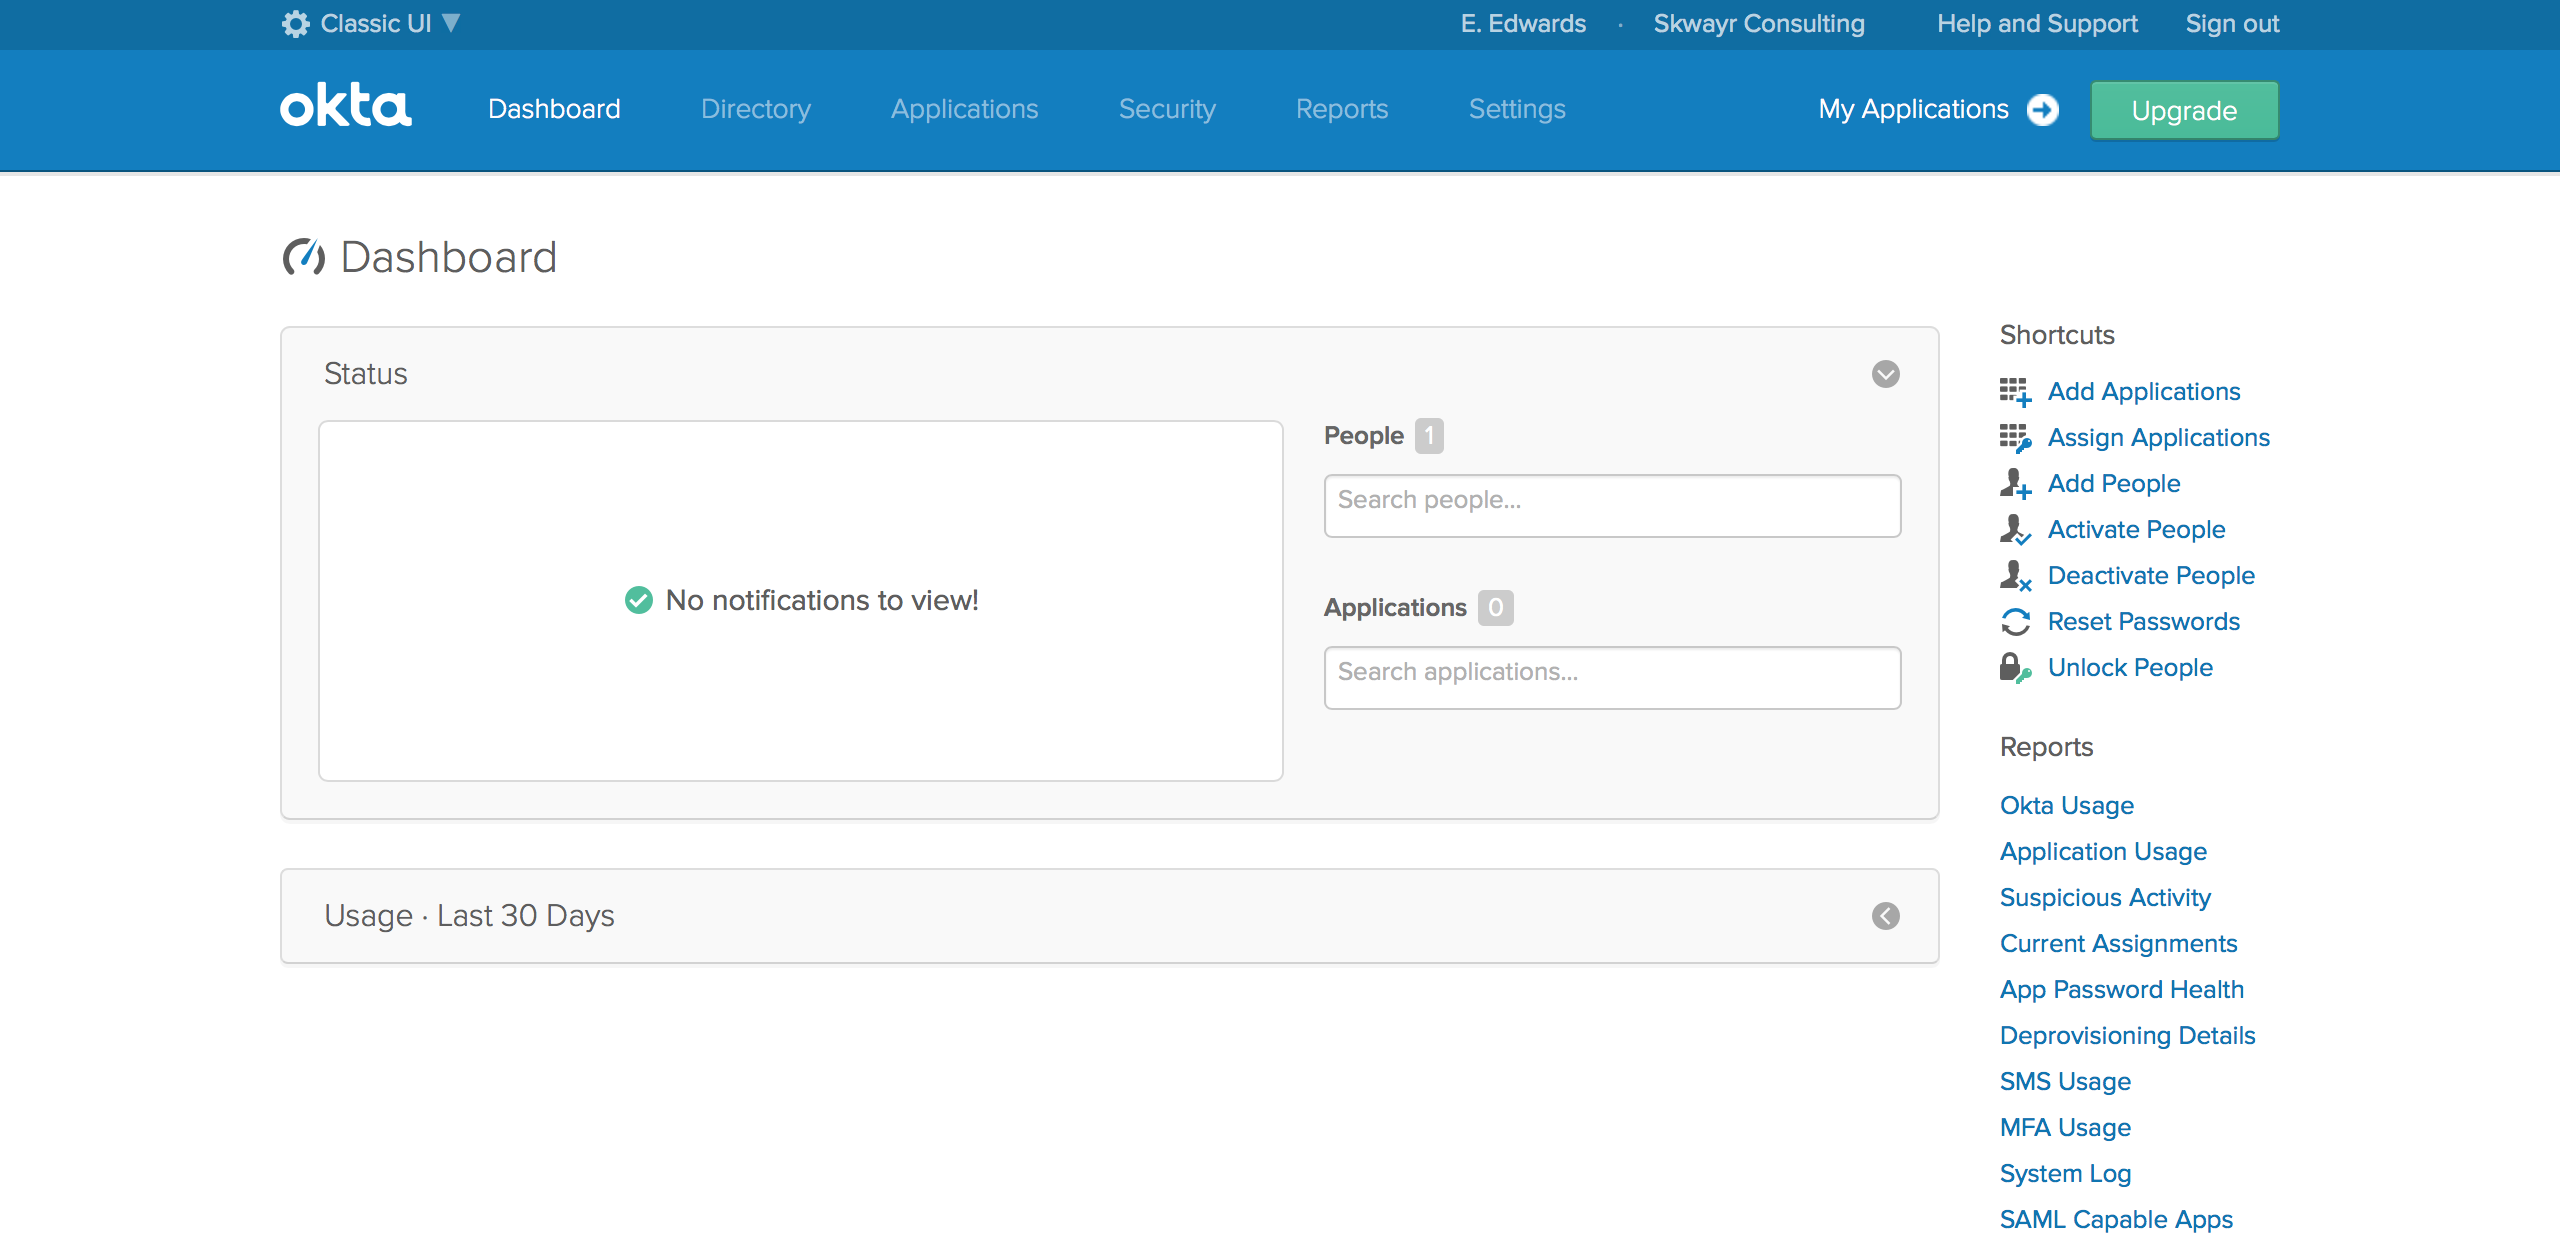 Classic UI
E. Edwards · Skwayr Consulting Help and Support Sign out
okta Dashboard Directory Applications Security Reports Settings My Applications Upgrade
Dashboard
Status
No notifications to view!
People 1
Search people...
Applications 0
Search applications...
Usage · Last 30 Days
Shortcuts
Add Applications
Assign Applications
Add People
Activate People
Deactivate People
Reset Passwords
Unlock People
Reports
Okta Usage
Application Usage
Suspicious Activity
Current Assignments
App Password Health
Deprovisioning Details
SMS Usage
MFA Usage
System Log
SAML Capable Apps